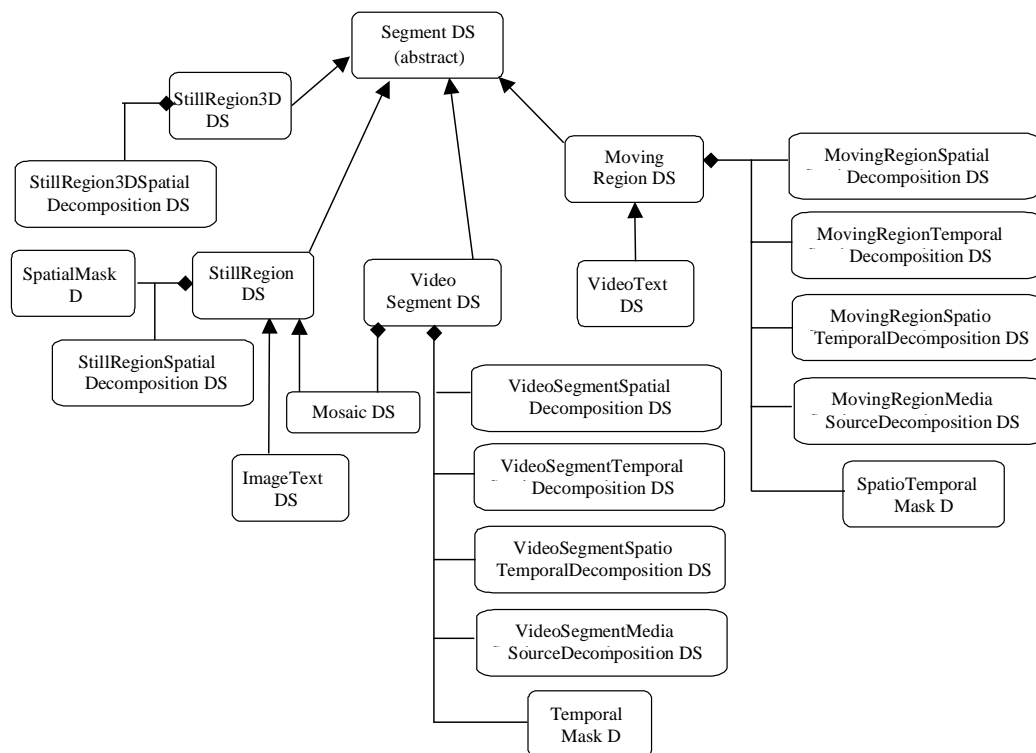 Segment DS
(abstract)
StillRegion3D
DS
StillRegion3DSpatial
Decomposition DS
Moving
Region DS
MovingRegionSpatial
Decomposition DS
MovingRegionTemporal
Decomposition DS
MovingRegionSpatio
TemporalDecomposition DS
MovingRegionMedia
SourceDecomposition DS
SpatioTemporal
Mask D
VideoText
DS
SpatialMask
D
StillRegion
DS
StillRegionSpatial
Decomposition DS
Video
Segment DS
Mosaic DS
ImageText
DS
VideoSegmentSpatial
Decomposition DS
VideoSegmentTemporal
Decomposition DS
VideoSegmentSpatio
TemporalDecomposition DS
VideoSegmentMedia
SourceDecomposition DS
Temporal
Mask D